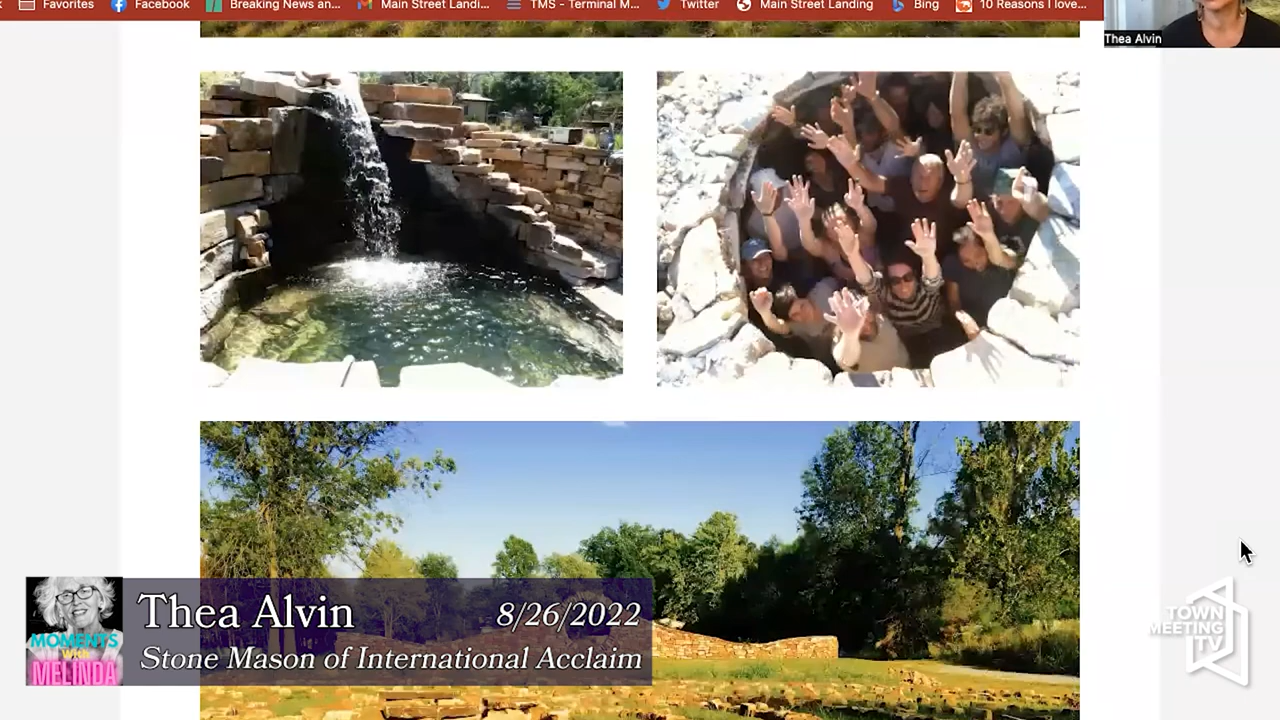 Favorites
Facebook
Breaking News an...
Main Street Landi...
TMS - Terminal M...
Twitter
Main Street Landing
Bing
10 Reasons I love...
Thea Alvin
Thea Alvin
8/26/2022
Stone Mason of International Acclaim
MOMENTS
with
MELINDA
TOWN
MEETING
TV